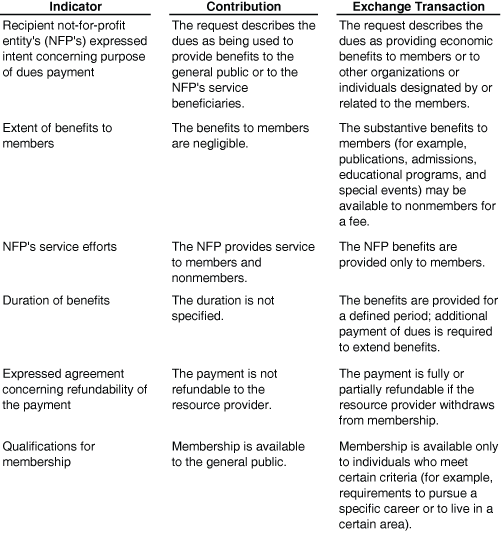 Indicator
Contribution
Exchange Transaction
Recipient not-for-profit
entity's (NFP's) expressed
intent concerning purpose
of dues payment
The request describes the
dues as being used to
provide benefits to the
general public or to the
NFP's service
beneficiaries.
The request describes the
dues as providing economic
benefits to members or to
other organizations or
individuals designated by or
related to the members.
Extent of benefits to
members
The benefits to members
are negligible.
The substantive benefits to
members (for example,
publications, admissions,
educational programs, and
special events) may be
available to nonmembers for
a fee.
NFP's service efforts
The NFP provides service
to members and
nonmembers.
The NFP benefits are
provided only to members.
Duration of benefits
The duration is not
specified.
The benefits are provided for
a defined period; additional
payment of dues is required
to extend benefits.
Expressed agreement
concerning refundability of
the payment
The payment is not
refundable to the
resource provider.
The payment is fully or
partially refundable if the
resource provider withdraws
from membership.
Qualifications for
membership
Membership is available
to the general public.
Membership is available only
to individuals who meet
certain criteria (for example,
requirements to pursue a
specific career or to live in a
certain area).